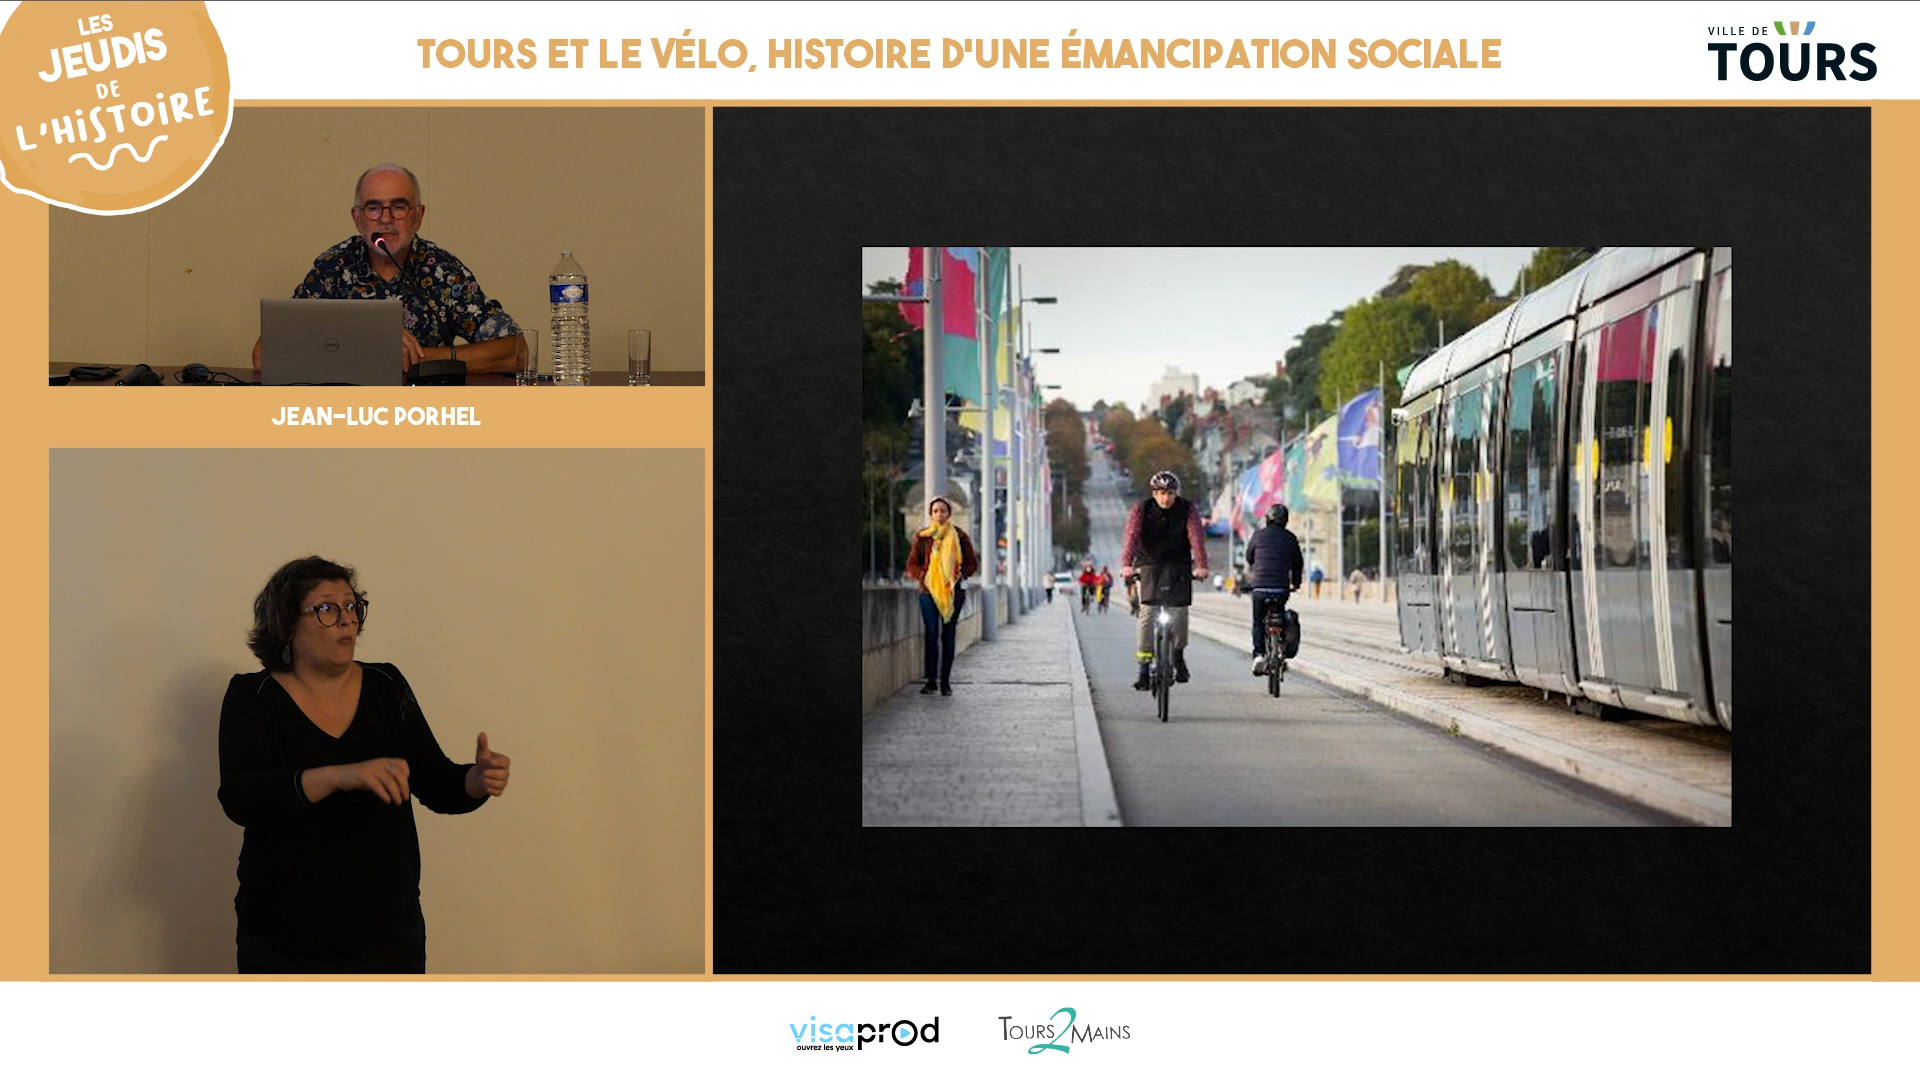 LES
JEUDIS
DE
L'HISTOIRE
TOURS ET LE VÉLO, HISTOIRE D'UNE ÉMANCIPATION SOCIALE
VILLE DE
TOURS
DELL
JEAN-LUC PORHEL
visaprod
ouvrez les yeux
TOURS 2 MAINS